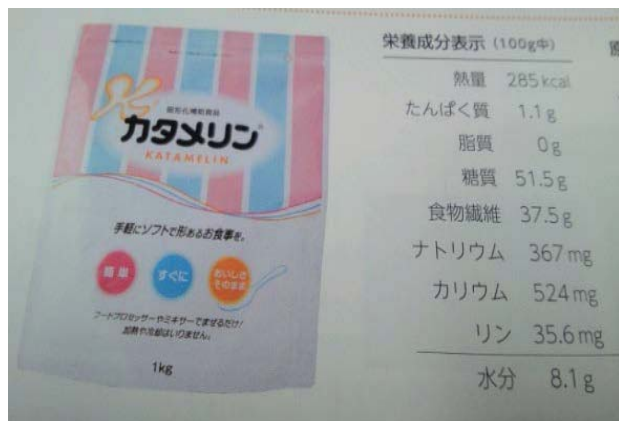 固形化補助食品
カタメリン®
KATAMELIN
手軽にソフトで形あるお食事を。
簡単
すぐに
おいしさ
そのまま
フードプロセッサーやミキサーでまぜるだけ!
加熱や冷却はいりません。
1kg
栄養成分表示(100g中)
熱量 285kcal
たんぱく質 1.1g
脂質 0g
糖質 51.5g
食物繊維 37.5g
ナトリウム 367mg
カリウム 524mg
リン 35.6mg
水分 8.1g